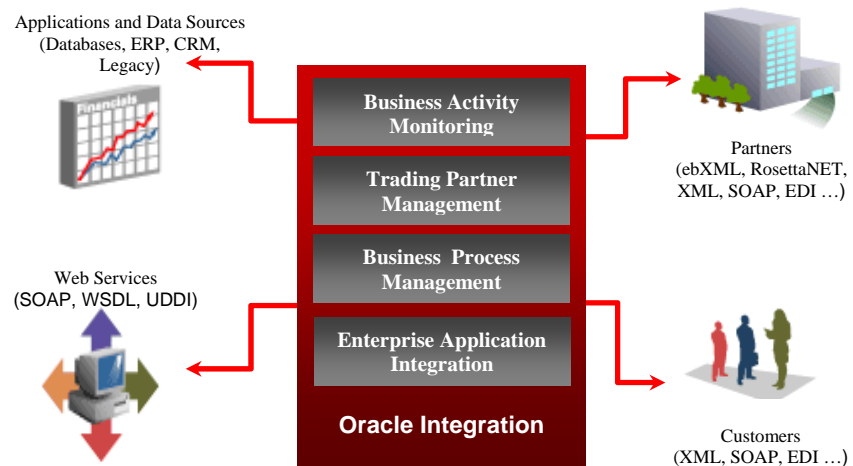 Applications and Data Sources
(Databases, ERP, CRM,
Legacy)
Financials
Web Services
(SOAP, WSDL, UDDI)
Business Activity
Monitoring
Trading Partner
Management
Business Process
Management
Enterprise Application
Integration
Oracle Integration
Partners
(ebXML, RosettaNET,
XML, SOAP, EDI …)
Customers
(XML, SOAP, EDI …)